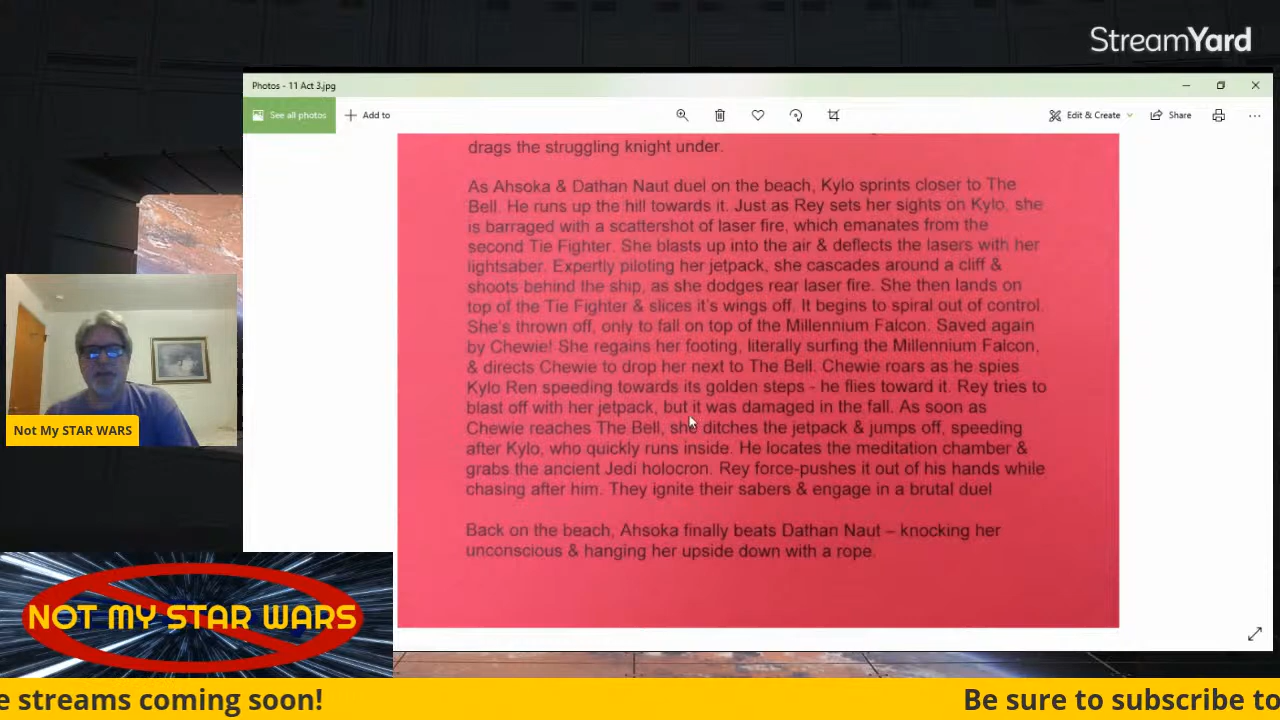 StreamYard
Photos - 11 Act 3.jpg
See all photos
Add to
Edit & Create
Share
drags the struggling knight under.
As Ahsoka & Dathan Naut duel on the beach, Kylo sprints closer to The
Bell. He runs up the hill towards it. Just as Rey sets her sights on Kylo, she
is barraged with a scattershot of laser fire, which emanates from the
second Tie Fighter. She blasts up into the air & deflects the lasers with her
lightsaber. Expertly piloting her jetpack, she cascades around a cliff &
shoots behind the ship, as she dodges rear laser fire. She then lands on
top of the Tie Fighter & slices it's wings off. It begins to spiral out of control.
She's thrown off, only to fall on top of the Millennium Falcon. Saved again
by Chewie! She regains her footing, literally surfing the Millennium Falcon,
& directs Chewie to drop her next to The Bell. Chewie roars as he spies
Kylo Ren speeding towards its golden steps - he flies toward it. Rey tries to
blast off with her jetpack, but it was damaged in the fall. As soon as
Chewie reaches The Bell, she ditches the jetpack & jumps off, speeding
after Kylo, who quickly runs inside. He locates the meditation chamber &
grabs the ancient Jedi holocron. Rey force-pushes it out of his hands while
chasing after him. They ignite their sabers & engage in a brutal duel
Back on the beach, Ahsoka finally beats Dathan Naut – knocking her
unconscious & hanging her upside down with a rope.
Not My STAR WARS
NOT MY STAR WARS
e streams coming soon!
Be sure to subscribe to